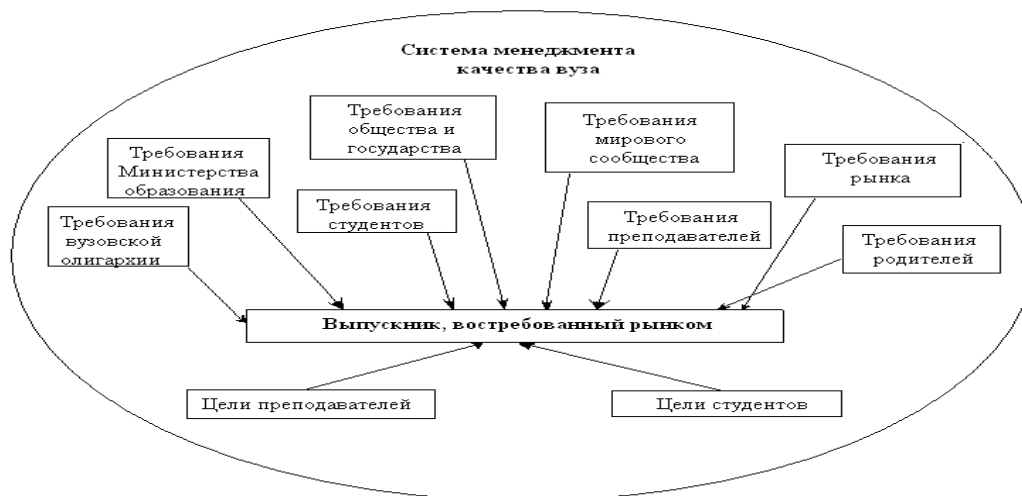 Система менеджмента
качества вуза
Требования
общества и
государства
Требования
мирового
сообщества
Требования
Министерства
образования
Требования
рынка
Требования
студентов
Требования
преподавателей
Требования
вузовской
олигархии
Требования
родителей
Выпускник, востребованный рынком
Цели преподавателей
Цели студентов